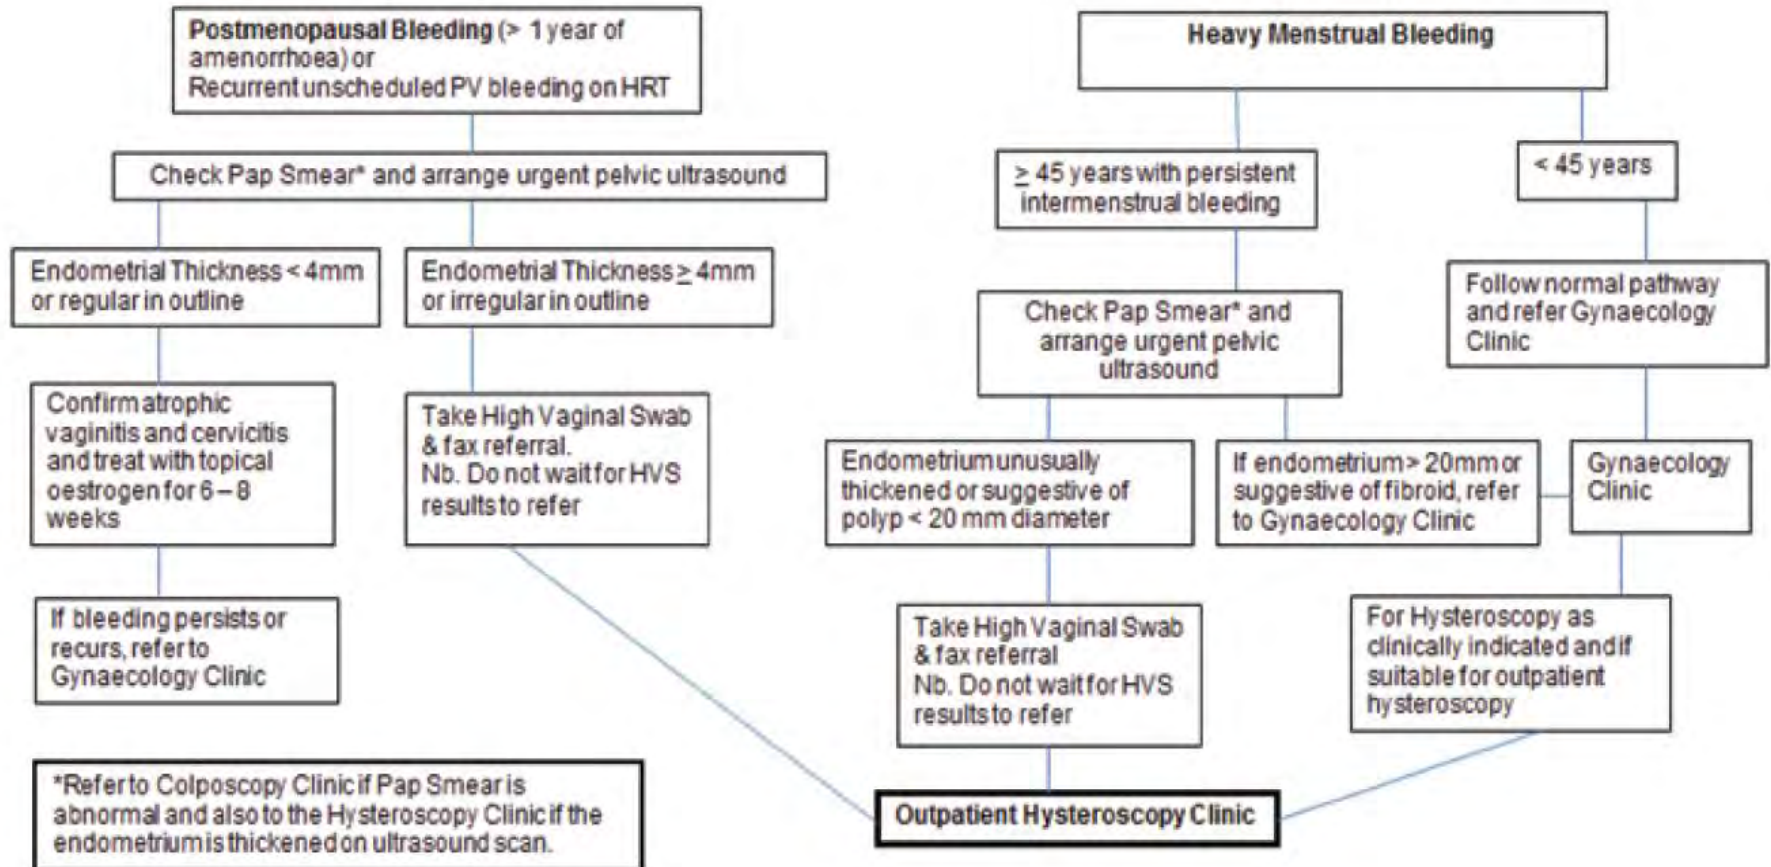 Postmenopausal Bleeding (> 1 year of
amenorrhoea) or
Recurrent unscheduled PV bleeding on HRT
Check Pap Smear* and arrange urgent pelvic ultrasound
Endometrial Thickness < 4mm
or regular in outline
Endometrial Thickness ≥ 4mm
or irregular in outline
Confirm atrophic
vaginitis and cervicitis
and treat with topical
oestrogen for 6 – 8
weeks
Take High Vaginal Swab
& fax referral.
Nb. Do not wait for HVS
results to refer
If bleeding persists or
recurs, refer to
Gynaecology Clinic
*Refer to Colposcopy Clinic if Pap Smear is
abnormal and also to the Hysteroscopy Clinic if the
endometrium is thickened on ultrasound scan.
Heavy Menstrual Bleeding
≥ 45 years with persistent
intermenstrual bleeding
< 45 years
Check Pap Smear* and
arrange urgent pelvic
ultrasound
Follow normal pathway
and refer Gynaecology
Clinic
Endometrium unusually
thickened or suggestive of
polyp < 20 mm diameter
If endometrium > 20mm or
suggestive of fibroid, refer
to Gynaecology Clinic
Gynaecology
Clinic
Take High Vaginal Swab
& fax referral
Nb. Do not wait for HVS
results to refer
For Hysteroscopy as
clinically indicated and if
suitable for outpatient
hysteroscopy
Outpatient Hysteroscopy Clinic